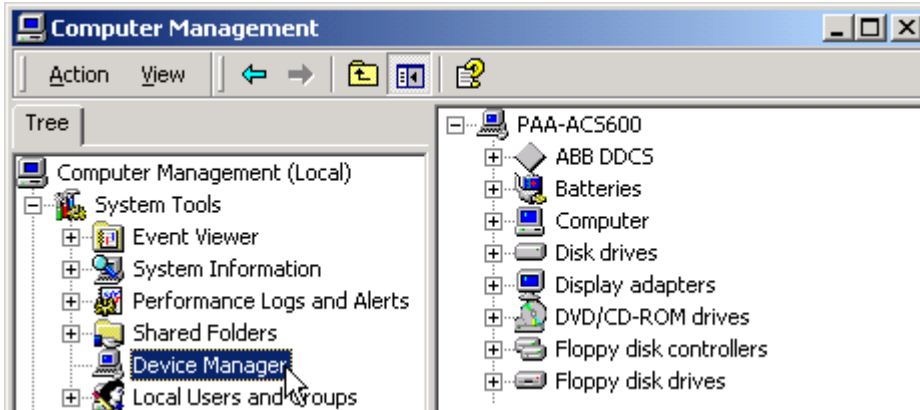 Computer Management
Action View
Tree
Computer Management (Local)
System Tools
Event Viewer
System Information
Performance Logs and Alerts
Shared Folders
Device Manager
Local Users and Groups
PAA-ACS600
ABB DDCS
Batteries
Computer
Disk drives
Display adapters
DVD/CD-ROM drives
Floppy disk controllers
Floppy disk drives